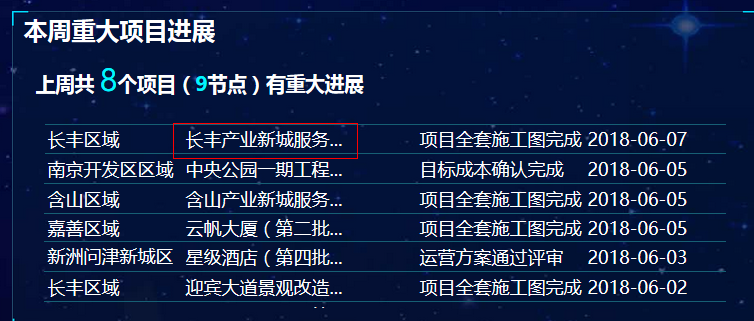 本周重大项目进展
上周共 8个项目（9节点）有重大进展
长丰区域 长丰产业新城服务... 项目全套施工图完成 2018-06-07
南京开发区区域 中央公园一期工程... 目标成本确认完成 2018-06-05
含山区域 含山产业新城服务... 项目全套施工图完成 2018-06-05
嘉善区域 云帆大厦（第二批... 项目全套施工图完成 2018-06-05
新洲问津新城区 星级酒店（第四批... 运营方案通过评审 2018-06-03
长丰区域 迎宾大道景观改造... 项目全套施工图完成 2018-06-02